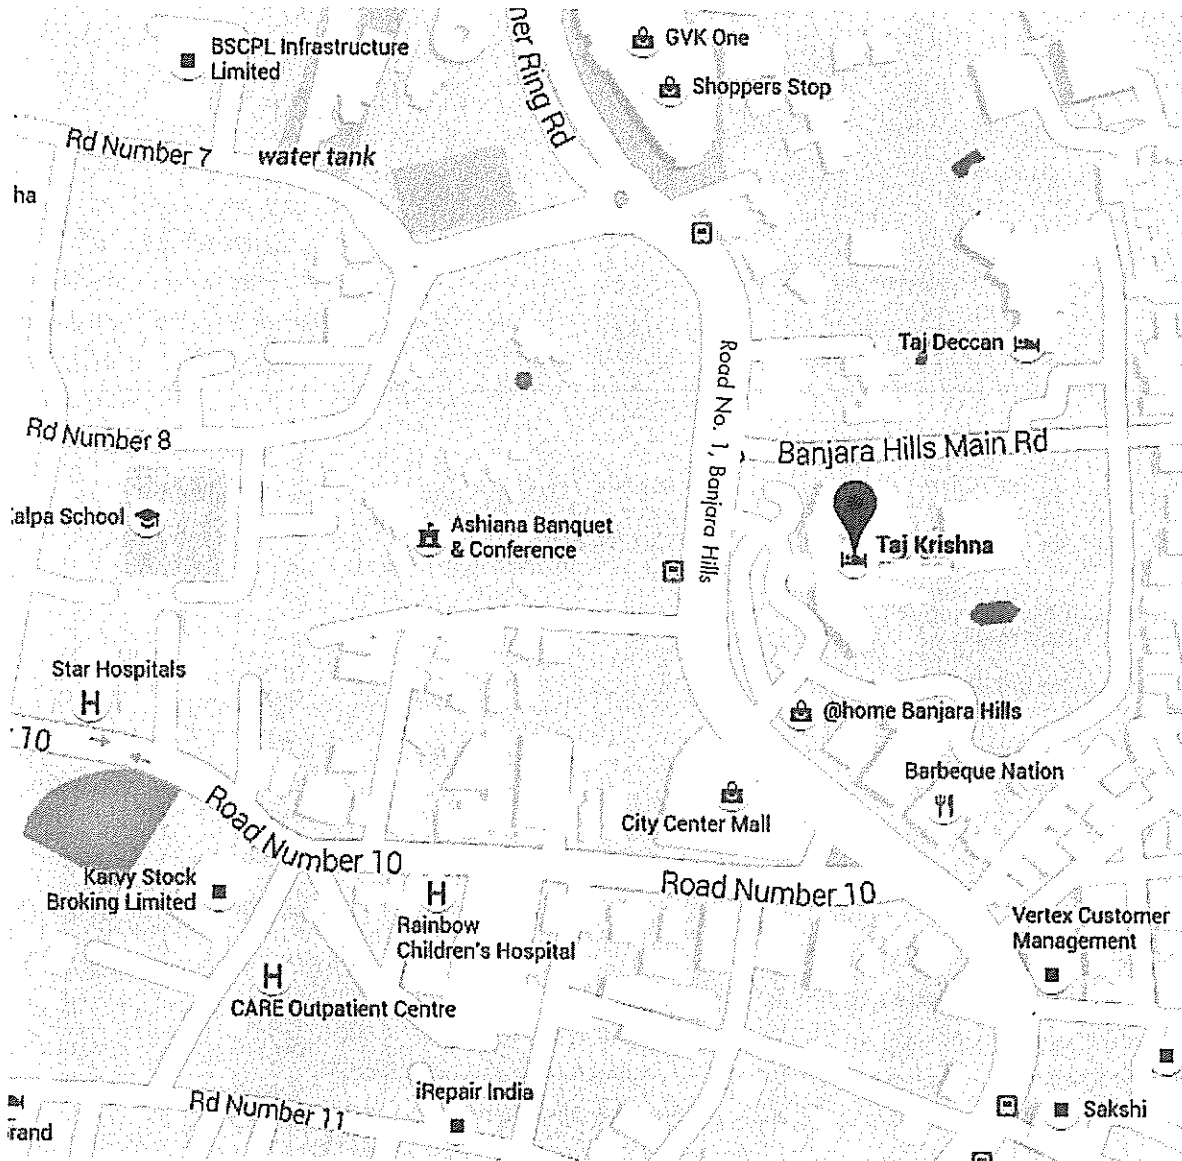 BSCPL Infrastructure
Limited
ner Ring Rd
GVK One
Shoppers Stop
Rd Number 7
water tank
ha
Taj Deccan
Road No. 1, Banjara Hills
Rd Number 8
Banjara Hills Main Rd
alpa School
Ashiana Banquet
& Conference
Taj Krishna
Star Hospitals
H
@home Banjara Hills
10
Barbeque Nation
City Center Mall
Road Number 10
Karvy Stock
Broking Limited
H
Rainbow
Children's Hospital
Road Number 10
Vertex Customer
Management
H
CARE Outpatient Centre
iRepair India
Rd Number 11
Sakshi
rand